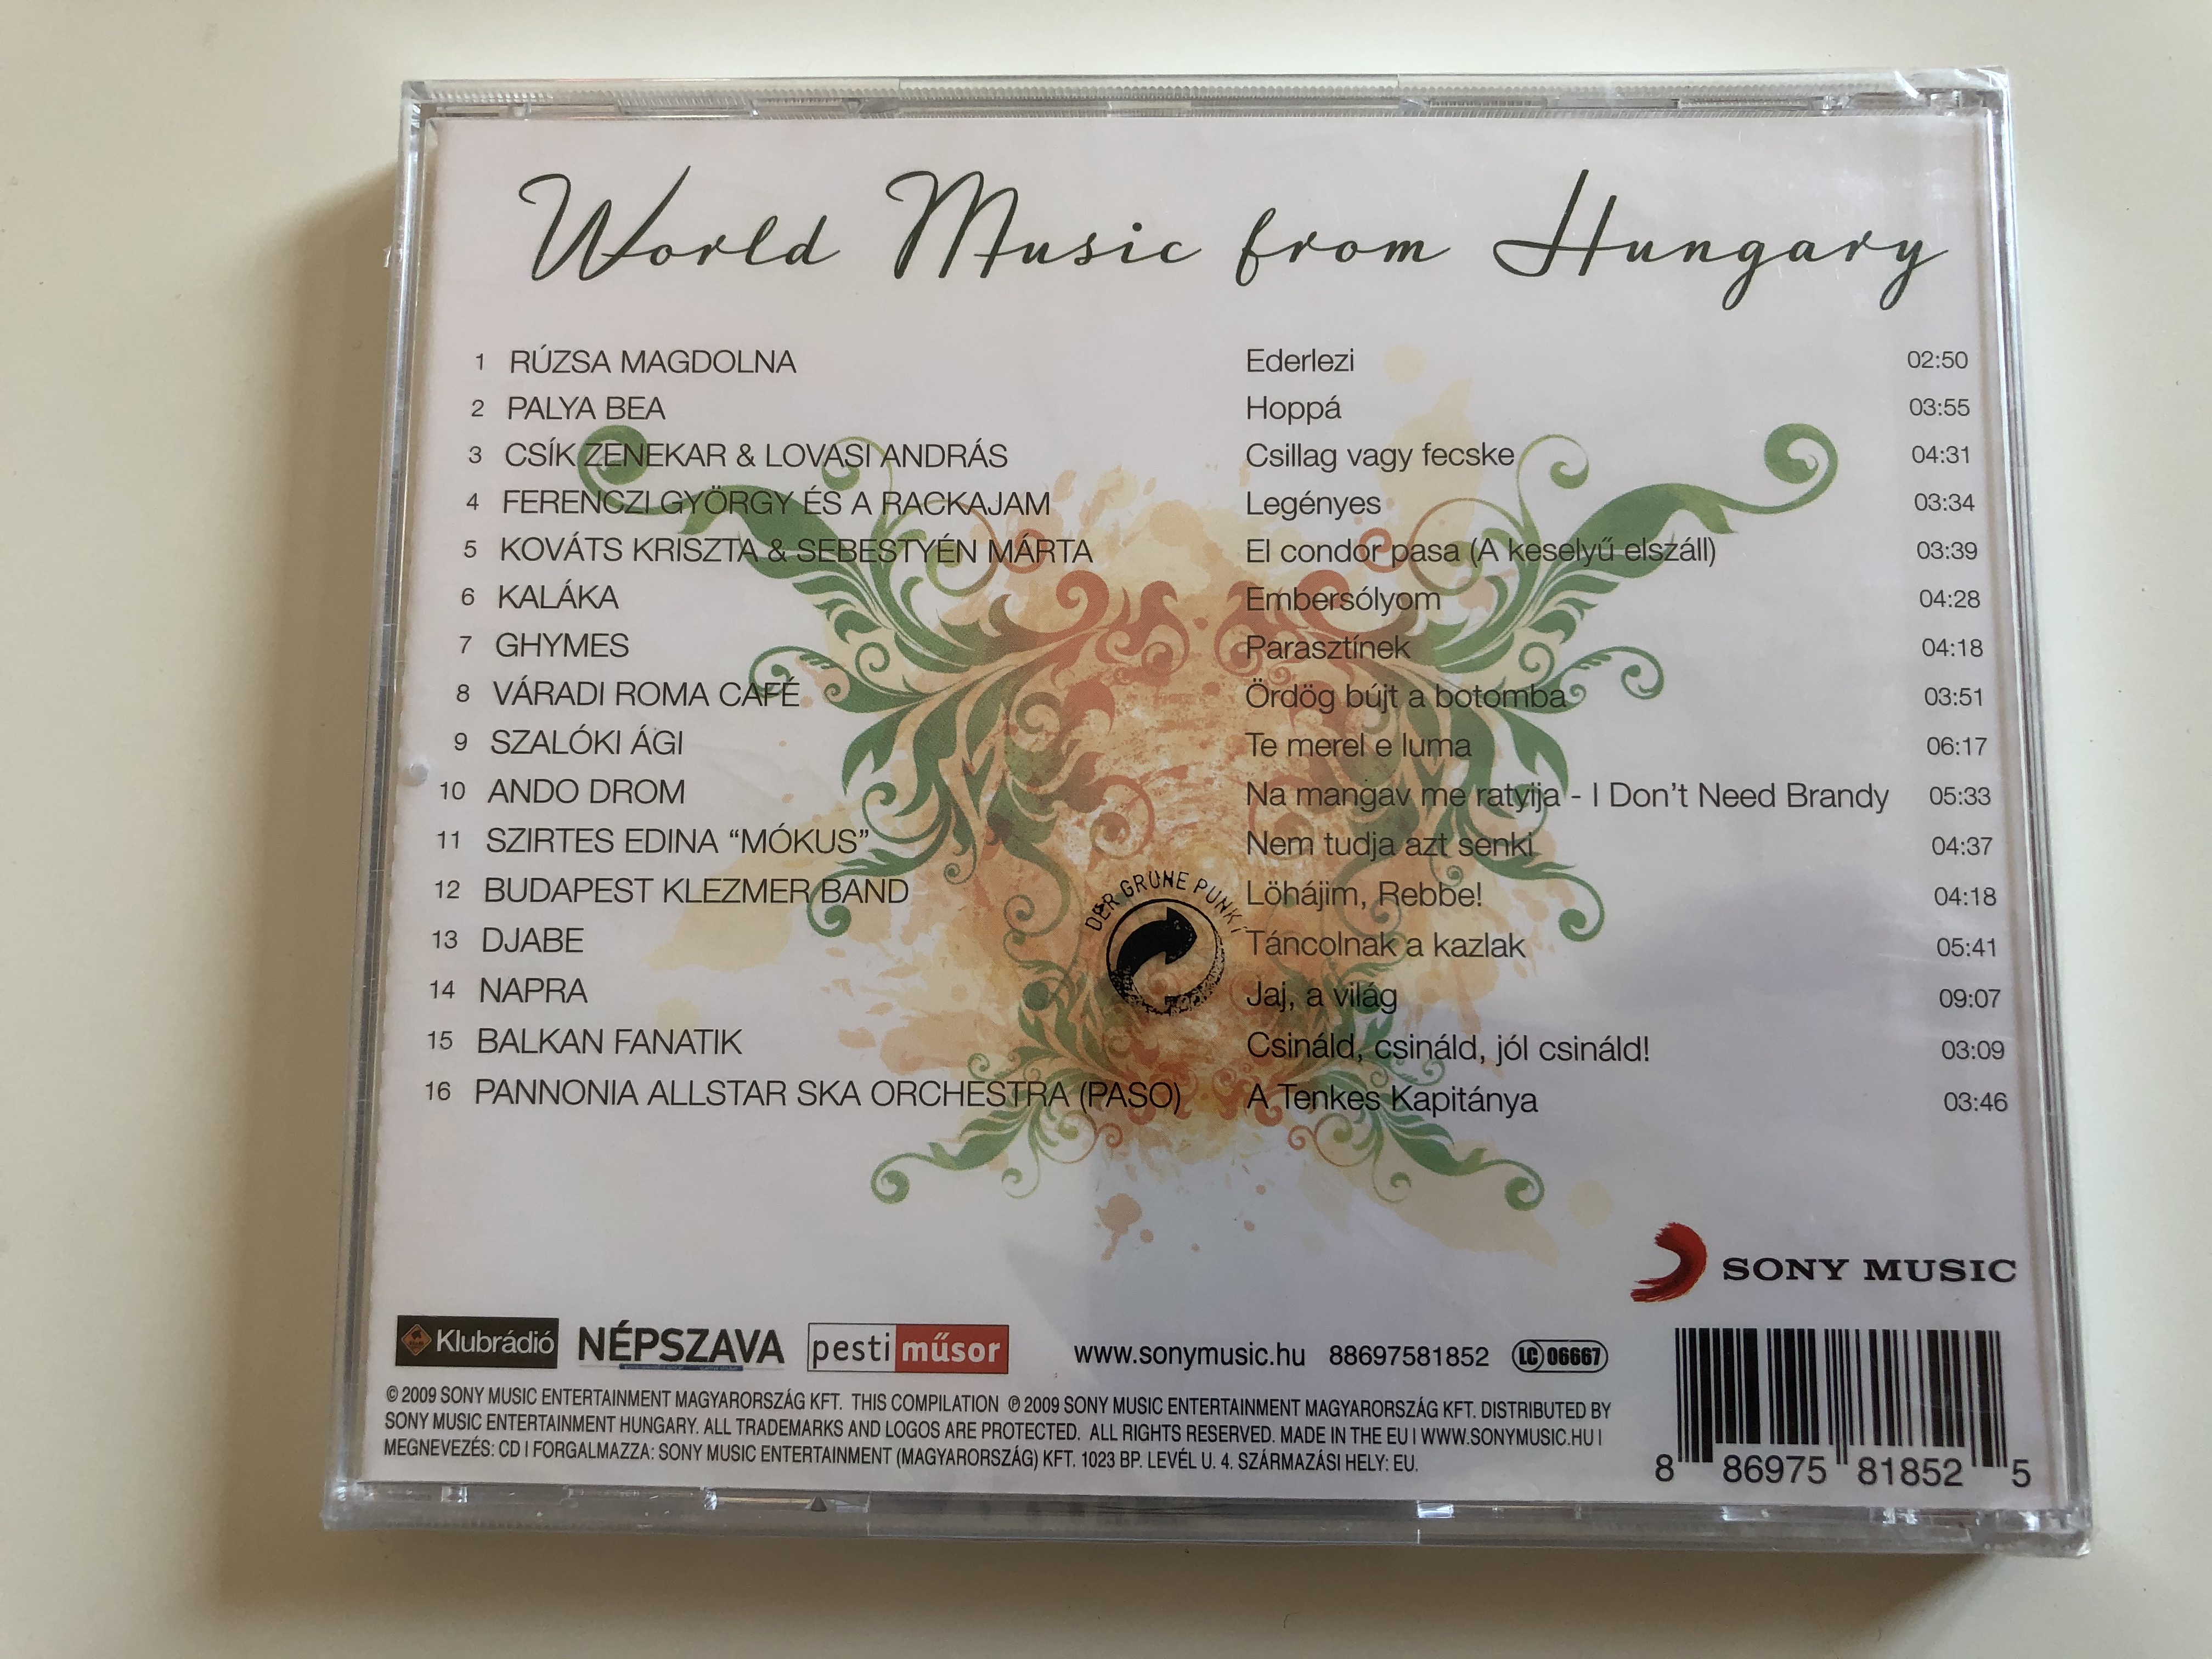 World Music from Hungary
1 RÚZSA MAGDOLNA Ederlezi 02:50
2 PALYA BEA Hoppá 03:55
3 CSÍK ZENEKAR & LOVASI ANDRÁS Csillag vagy fecske 04:31
4 FERENCZI GYÖRGY ÉS A RACKAJAM Legényes 03:34
5 KOVÁTS KRISZTA & SEBESTYÉN MÁRTA El condor pasa (A keselyű elszáll) 03:39
6 KALÁKA Embersólyom 04:28
7 GHYMES Parasztínek 04:18
8 VÁRADI ROMA CAFÉ Ördög bújt a botomba 03:51
9 SZALÓKI ÁGI Te merel e luma 06:17
10 ANDO DROM Na mangav me ratyija - I Don't Need Brandy 05:33
11 SZIRTES EDINA “MÓKUS” Nem tudja azt senki 04:37
12 BUDAPEST KLEZMER BAND Löhájim, Rebbe! 04:18
DER GRÜNE PUNKT
13 DJABE Táncolnak a kazlak 05:41
14 NAPRA Jaj, a világ 09:07
15 BALKAN FANATIK Csináld, csináld, jól csináld! 03:09
16 PANNONIA ALLSTAR SKA ORCHESTRA (PASO) A Tenkes Kapitánya 03:46
SONY MUSIC
Klubrádió NÉPSZAVA pesti műsor www.sonymusic.hu 88697581852 LC 06667
© 2009 SONY MUSIC ENTERTAINMENT MAGYARORSZÁG KFT. THIS COMPILATION ℗ 2009 SONY MUSIC ENTERTAINMENT MAGYARORSZÁG KFT. DISTRIBUTED BY
SONY MUSIC ENTERTAINMENT HUNGARY. ALL TRADEMARKS AND LOGOS ARE PROTECTED. ALL RIGHTS RESERVED. MADE IN THE EU I WWW.SONYMUSIC.HU I
MEGNEVEZÉS: CD I FORGALMAZZA: SONY MUSIC ENTERTAINMENT (MAGYARORSZÁG) KFT. 1023 BP. LEVÉL U. 4. SZÁRMAZÁSI HELY: EU.
8 86975 81852 5